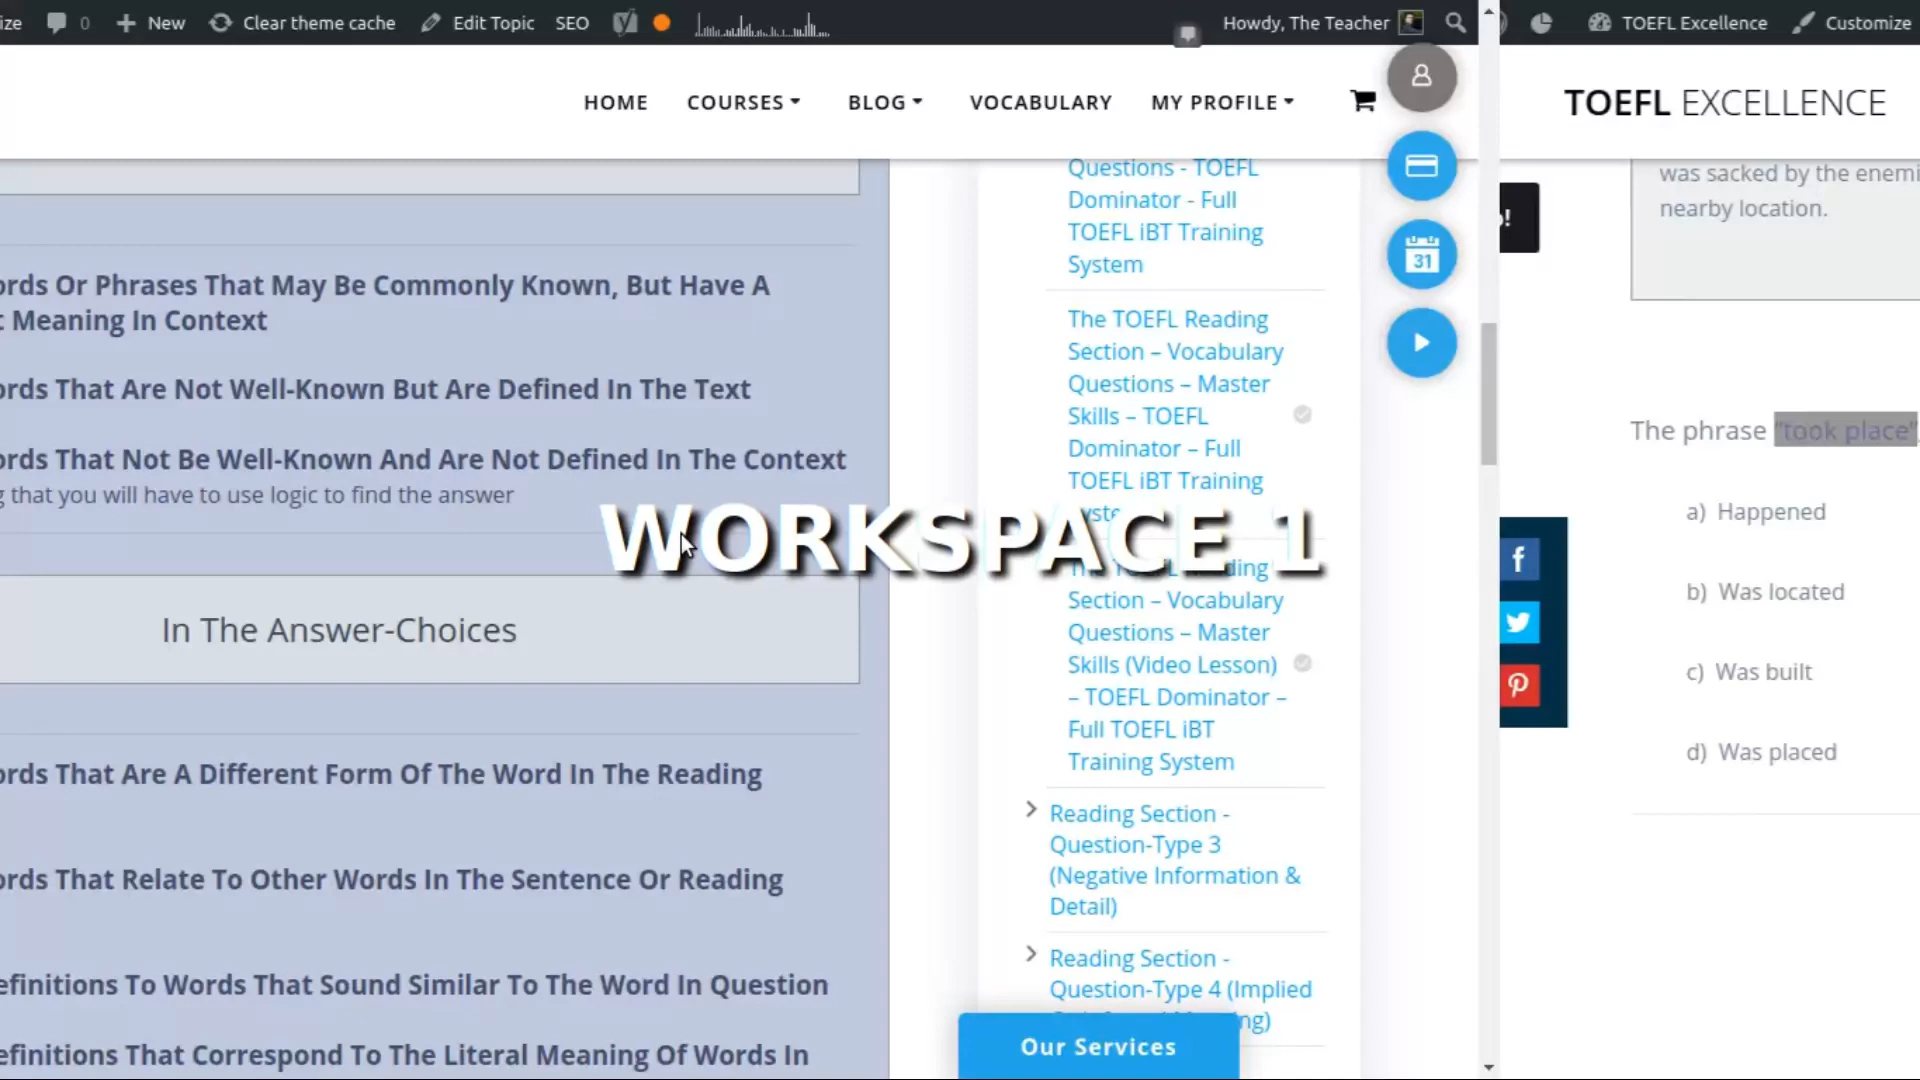 ize 0 New Clear theme cache Edit Topic SEO Howdy, The Teacher
HOME COURSES BLOG VOCABULARY MY PROFILE
ords Or Phrases That May Be Commonly Known, But Have A
t Meaning In Context
ords That Are Not Well-Known But Are Defined In The Text
ords That Not Be Well-Known And Are Not Defined In The Context
g that you will have to use logic to find the answer
In The Answer-Choices
ords That Are A Different Form Of The Word In The Reading
ords That Relate To Other Words In The Sentence Or Reading
efinitions To Words That Sound Similar To The Word In Question
efinitions That Correspond To The Literal Meaning Of Words In
WORKSPACE 1
Questions - TOEFL
Dominator - Full
TOEFL iBT Training
System
The TOEFL Reading
Section – Vocabulary
Questions – Master
Skills – TOEFL
Dominator – Full
TOEFL iBT Training
Section – Vocabulary
Questions – Master
Skills (Video Lesson)
– TOEFL Dominator –
Full TOEFL iBT
Training System
Reading Section -
Question-Type 3
(Negative Information &
Detail)
Reading Section -
Question-Type 4 (Implied
Our Services
31
TOEFL Excellence Customize
TOEFL EXCELLENCE
was sacked by the enemi
nearby location.
The phrase "took place"
a) Happened
b) Was located
c) Was built
d) Was placed